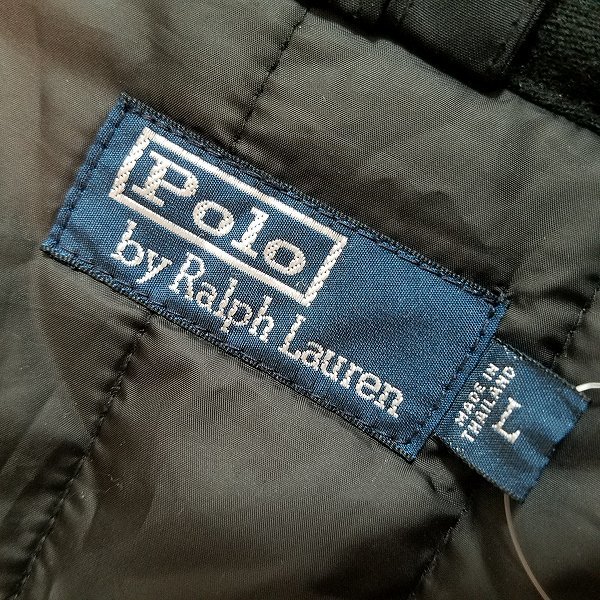 Polo
by Ralph Lauren
MADE IN
THAILAND
L